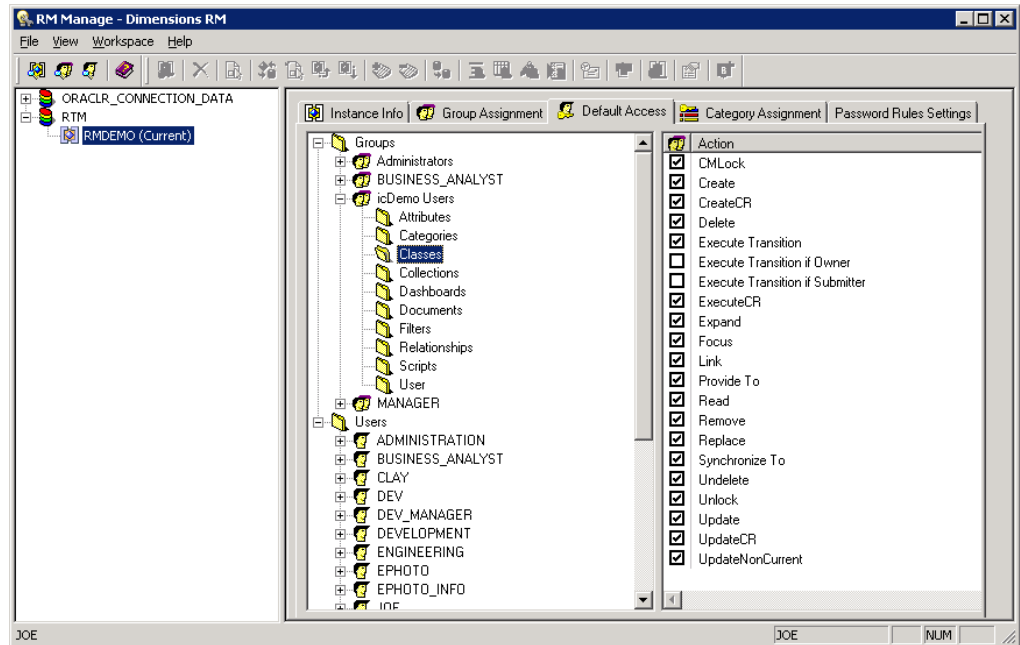 RM Manage - Dimensions RM
File View Workspace Help
ORACLR_CONNECTION_DATA
RTM
RMDEMO (Current)
Instance Info
Group Assignment
Default Access
Category Assignment
Password Rules Settings
Groups
Administrators
BUSINESS_ANALYST
icDemo Users
Attributes
Categories
Classes
Collections
Dashboards
Documents
Filters
Relationships
Scripts
User
MANAGER
Users
ADMINISTRATION
BUSINESS_ANALYST
CLAY
DEV
DEV_MANAGER
DEVELOPMENT
ENGINEERING
EPHOTO
EPHOTO_INFO
JOE
Action
CMLock
Create
CreateCR
Delete
Execute Transition
Execute Transition if Owner
Execute Transition if Submitter
ExecuteCR
Expand
Focus
Link
Provide To
Read
Remove
Replace
Synchronize To
Undelete
Unlock
Update
UpdateCR
UpdateNonCurrent
JOE
JOE
NUM